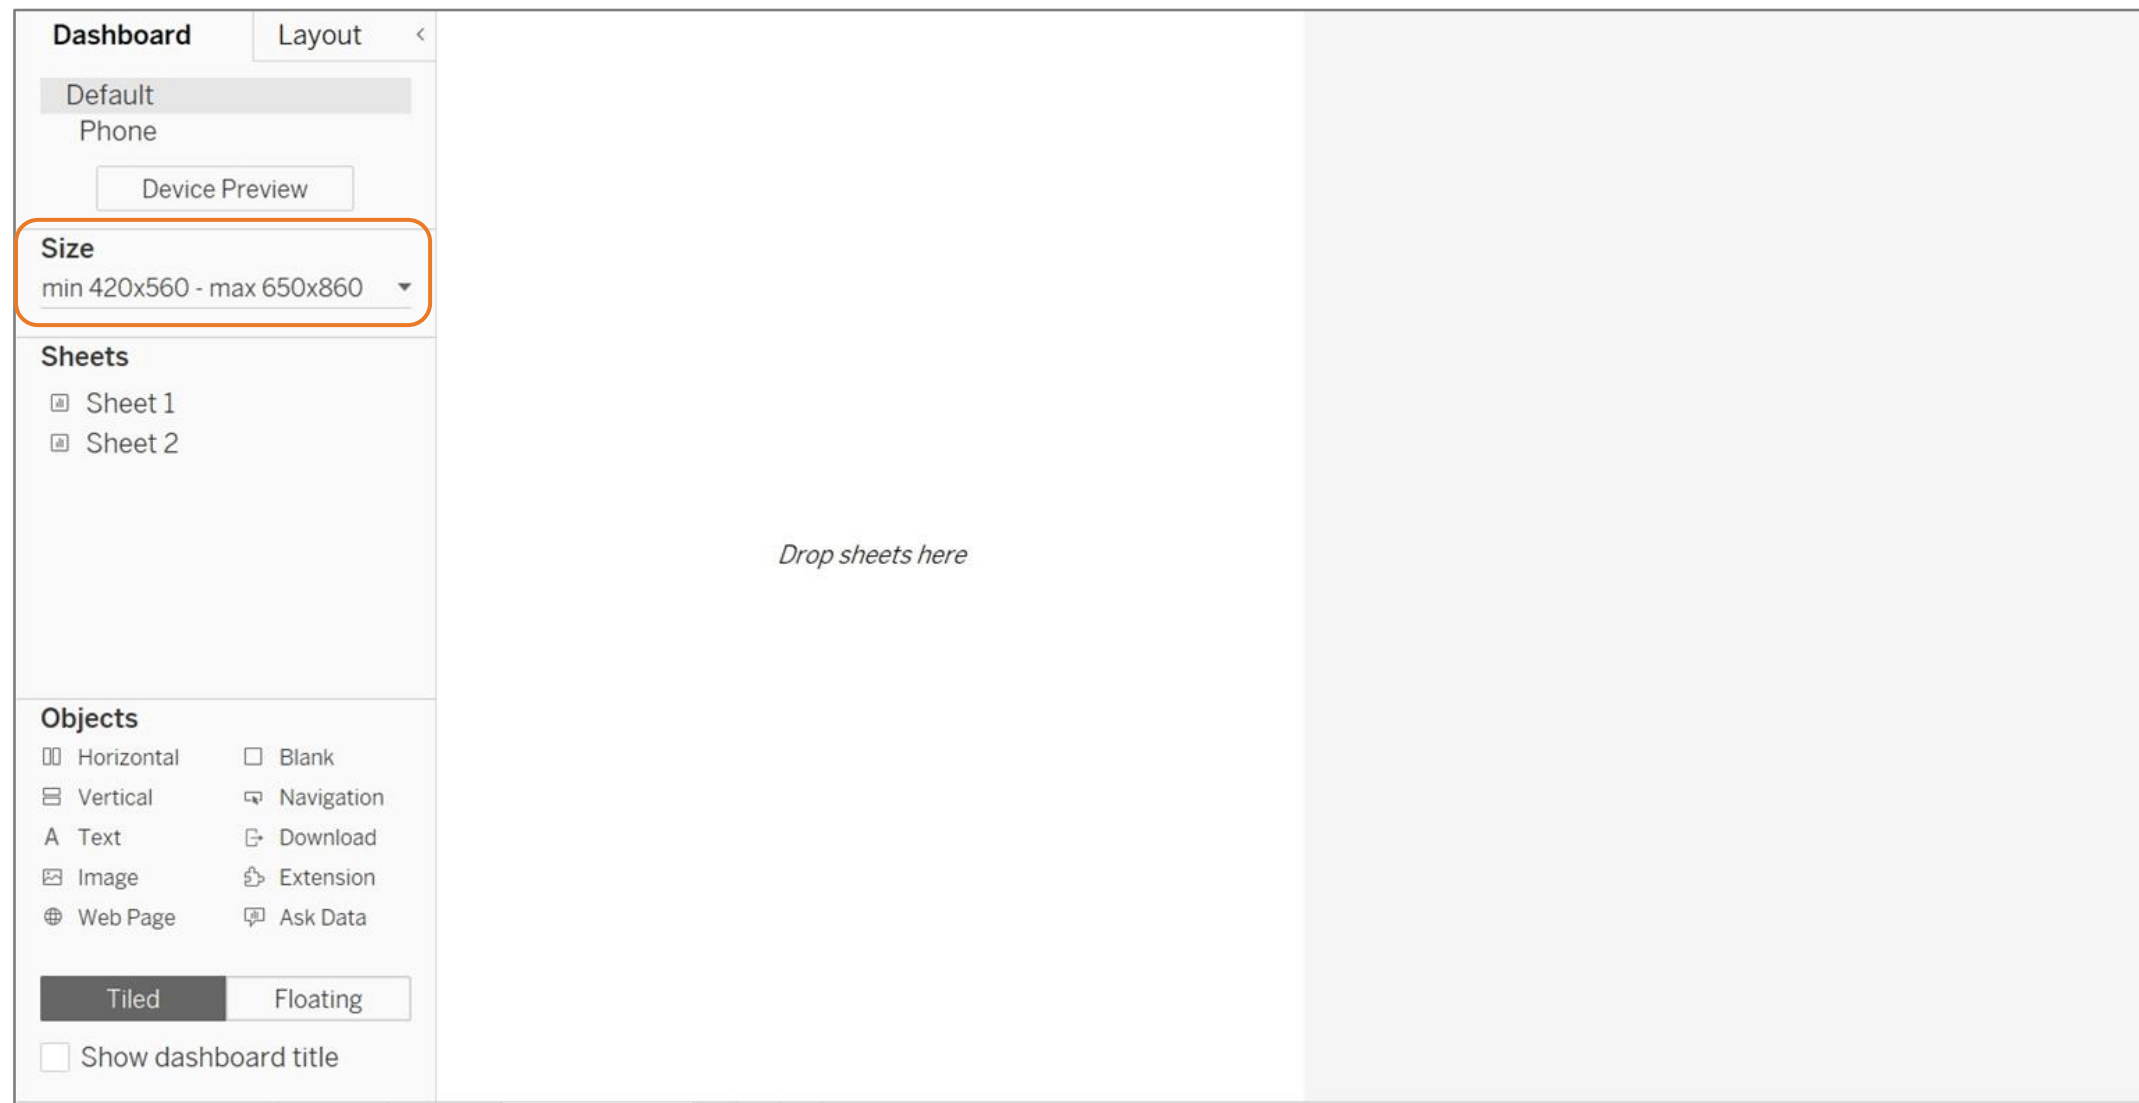 Dashboard Layout <
Default
Phone
Device Preview
Size
min 420x560 - max 650x860
Sheets
Sheet 1
Sheet 2
Drop sheets here
Objects
Horizontal Blank
Vertical Navigation
A Text Download
Image Extension
Web Page Ask Data
Tiled Floating
Show dashboard title